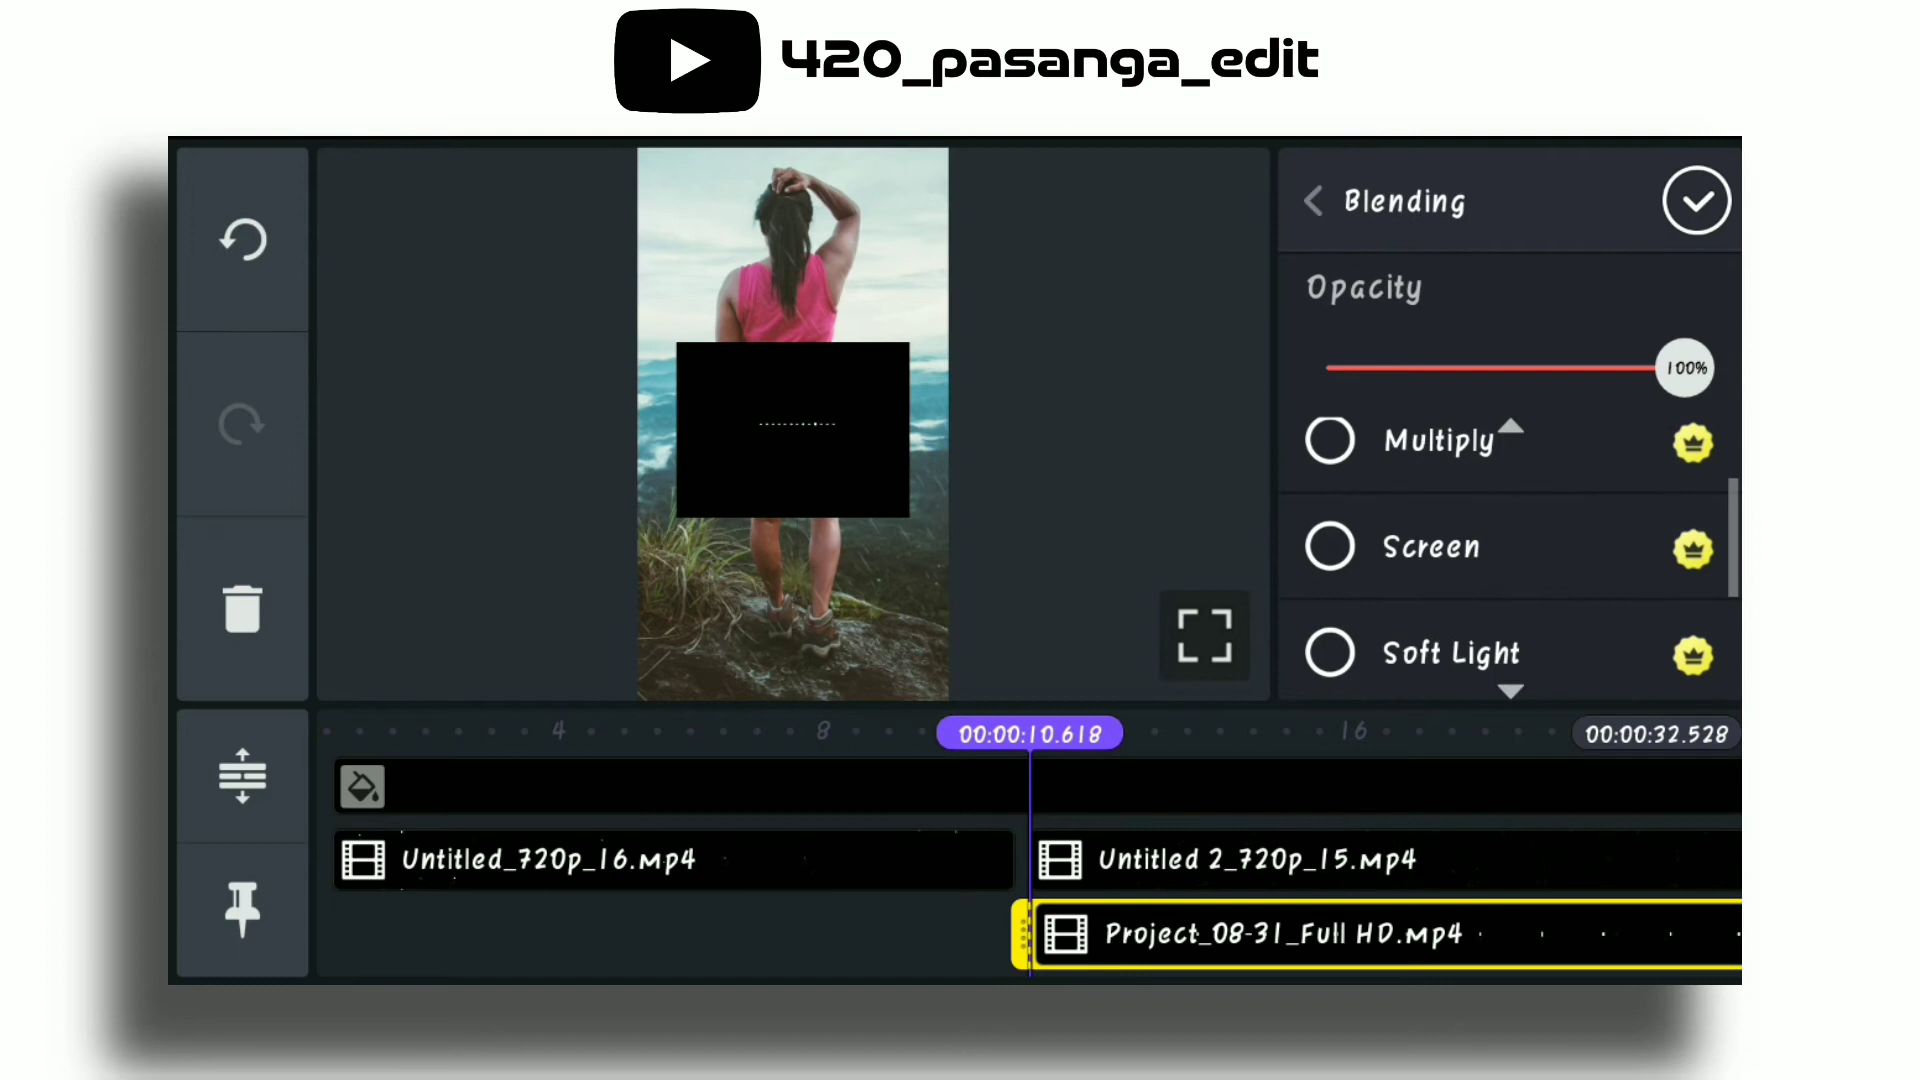 420_pasanga_edit
Blending
Opacity
100%
Multiply
Screen
Soft Light
4
8
00:00:10.618
16
00:00:32.528
Untitled_720p_16.mp4
Untitled 2_720p_15.mp4
Project_08-31_Full HD.mp4